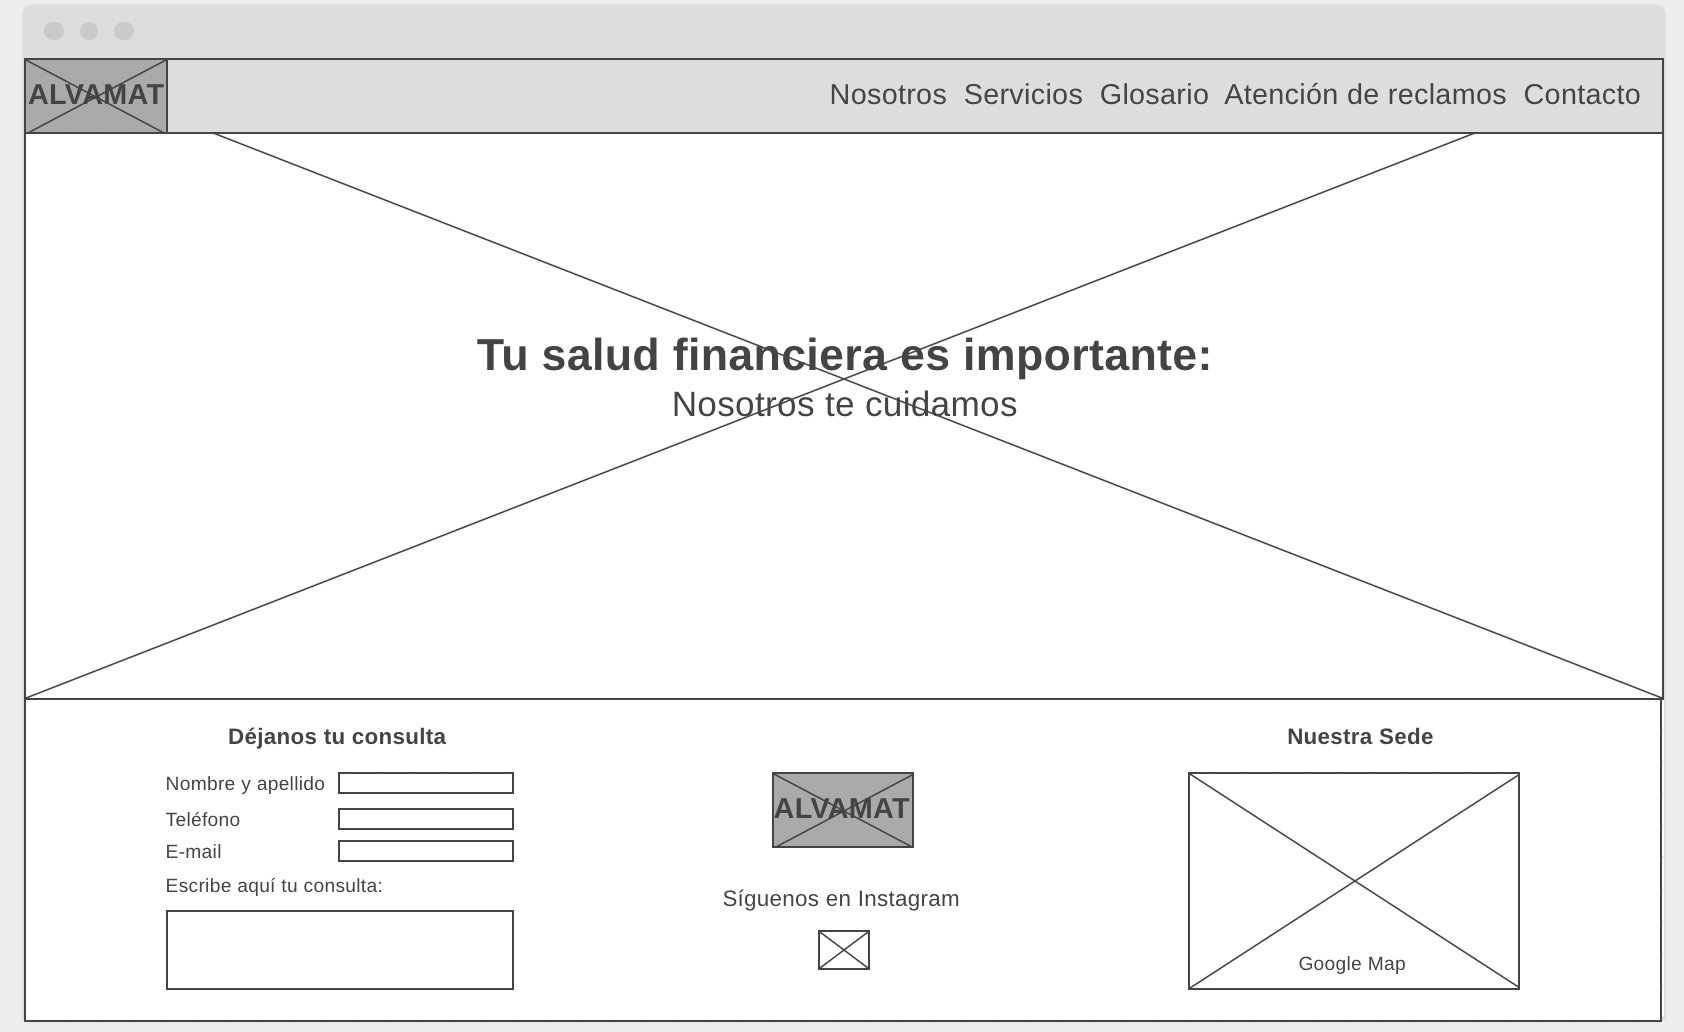 ALVAMAT
Nosotros Servicios Glosario Atención de reclamos Contacto
Tu salud financiera es importante:
Nosotros te cuidamos
Déjanos tu consulta
Nombre y apellido
Teléfono
E-mail
Escribe aquí tu consulta:
ALVAMAT
Síguenos en Instagram
Nuestra Sede
Google Map